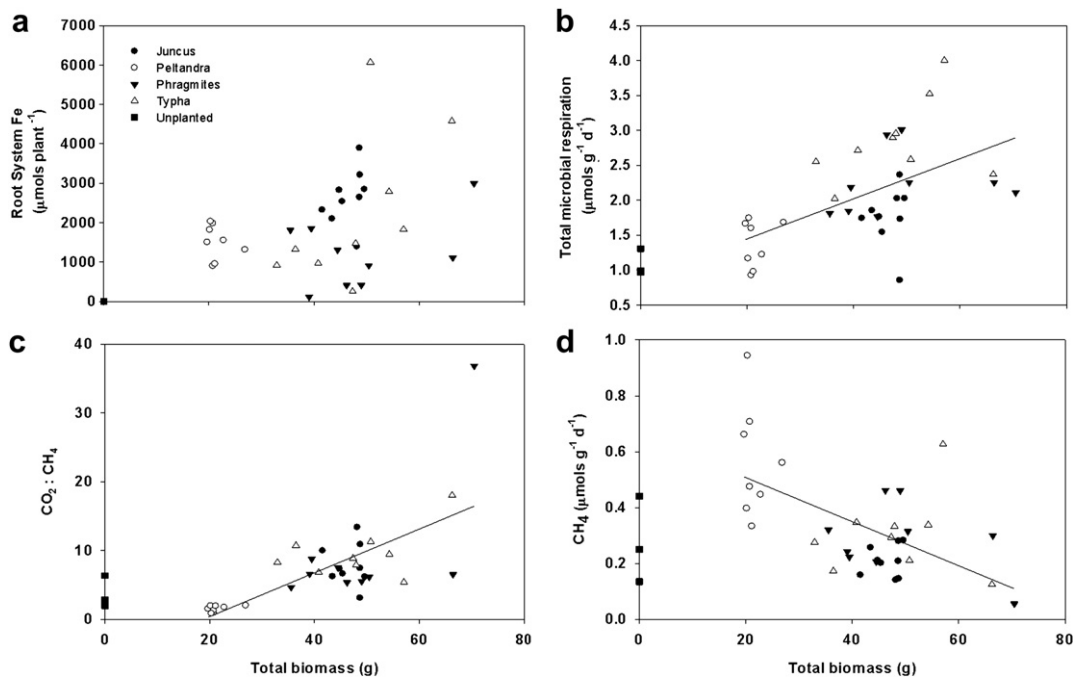 a
Root System Fe
(μmols plant ⁻¹)
7000
6000
5000
4000
3000
2000
1000
0
Juncus
Peltandra
Phragmites
Typha
Unplanted
b
Total microbial respiration
(μmols g⁻¹ d⁻¹)
4.5
4.0
3.5
3.0
2.5
2.0
1.5
1.0
0.5
c
CO₂ : CH₄
40
30
20
10
0
0 20 40 60 80
Total biomass (g)
d
CH₄ (μmols g⁻¹ d⁻¹)
1.0
0.8
0.6
0.4
0.2
0.0
0 20 40 60 80
Total biomass (g)